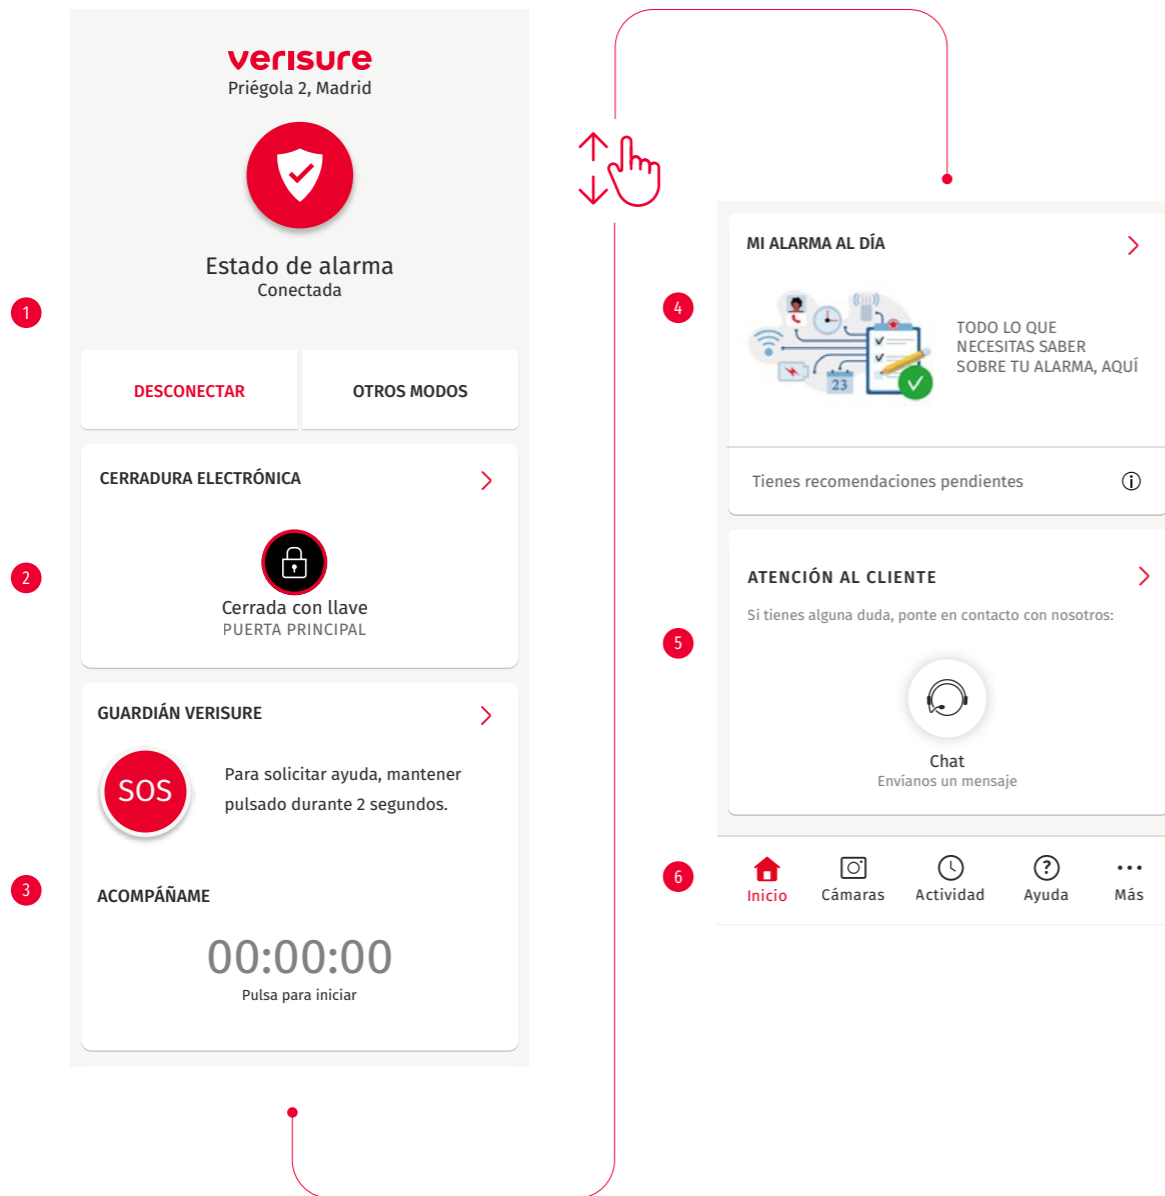 verisure
Priégola 2, Madrid
Estado de alarma
Conectada
1
DESCONECTAR
OTROS MODOS
CERRADURA ELECTRÓNICA
2
Cerrada con llave
PUERTA PRINCIPAL
GUARDIÁN VERISURE
SOS
Para solicitar ayuda, mantener
pulsado durante 2 segundos.
3
ACOMPÁÑAME
00:00:00
Pulsa para iniciar
MI ALARMA AL DÍA
4
23
TODO LO QUE
NECESITAS SABER
SOBRE TU ALARMA, AQUÍ
Tienes recomendaciones pendientes
ATENCIÓN AL CLIENTE
Si tienes alguna duda, ponte en contacto con nosotros:
5
Chat
Envíanos un mensaje
6
Inicio
Cámaras
Actividad
Ayuda
Más